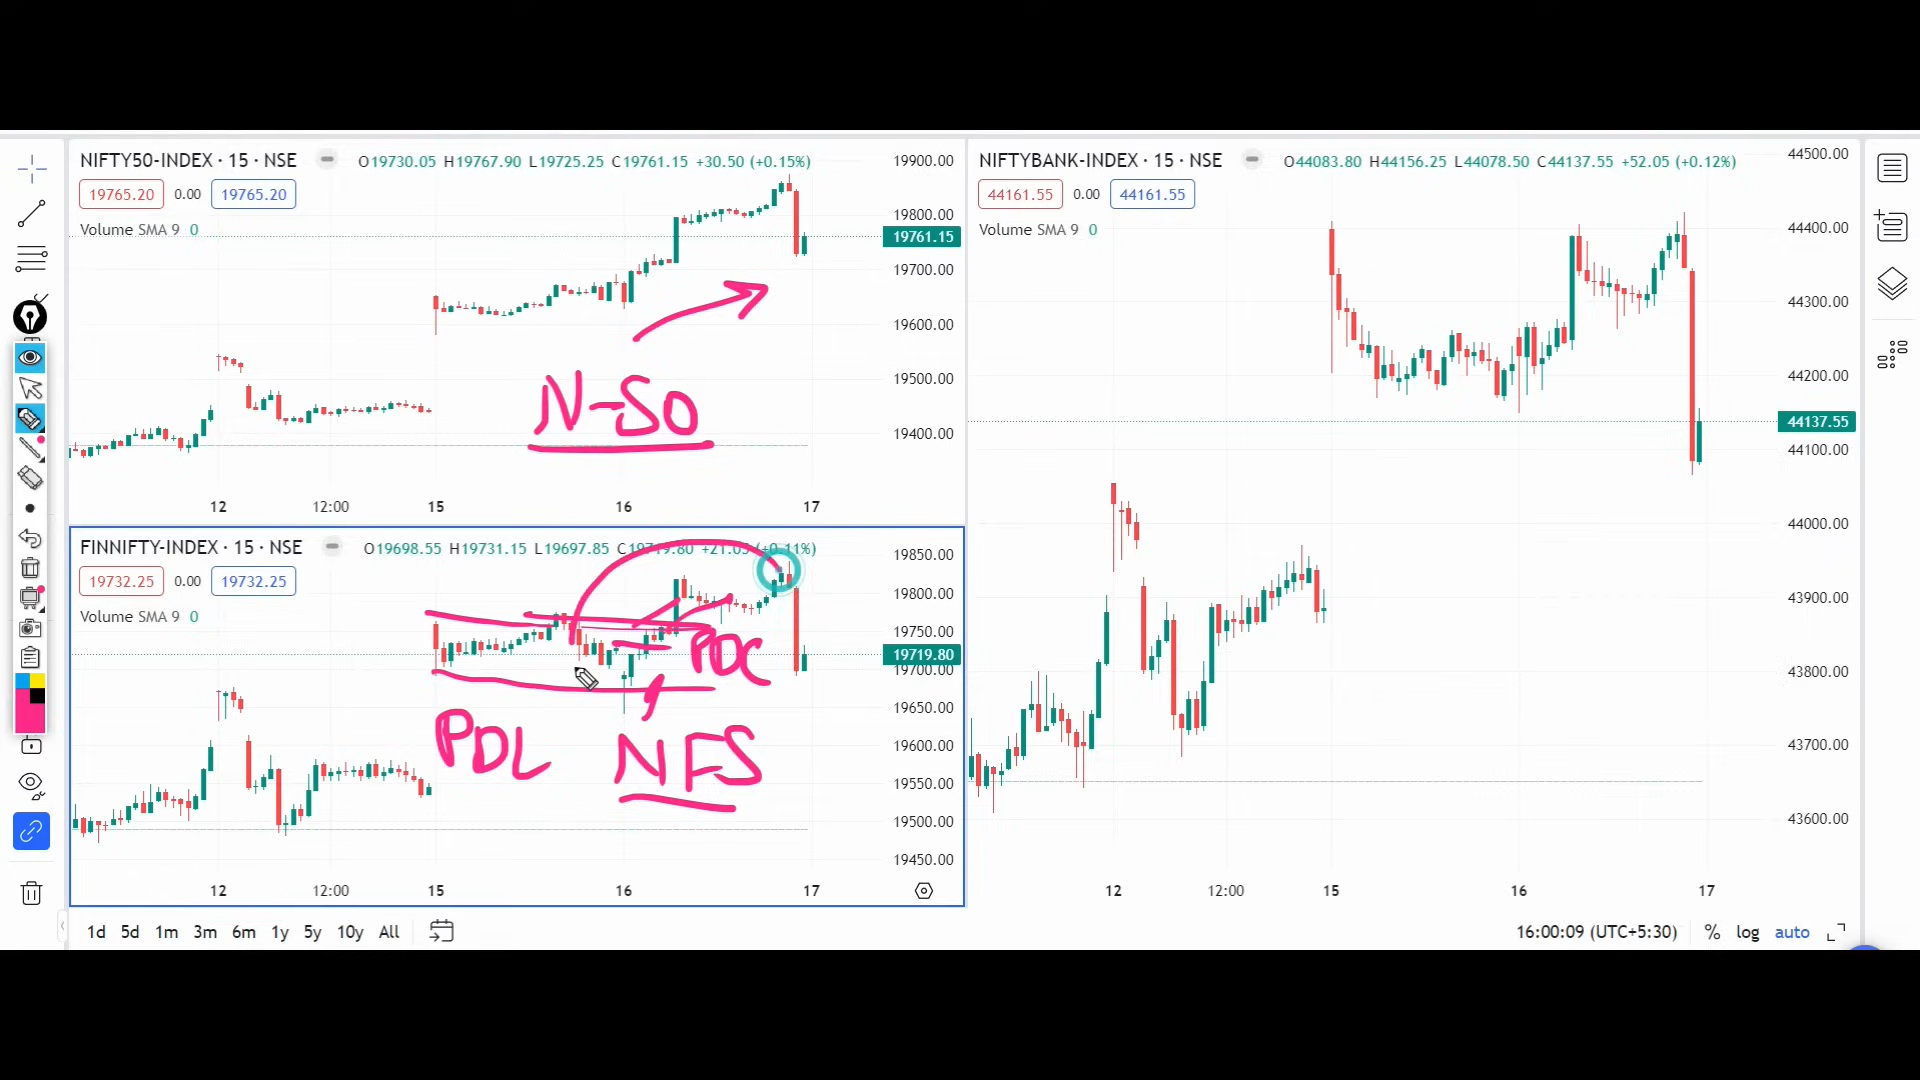 NIFTY50-INDEX · 15 · NSE
O19730.05 H19767.90 L19725.25 C19761.15 +30.50 (+0.15%)
19765.20 0.00 19765.20
Volume SMA 9 0
19900.00
19800.00
19761.15
19700.00
19600.00
19500.00
19400.00
N-50
12 12:00 15 16 17
FINNIFTY-INDEX · 15 · NSE
O19698.55 H19731.15 L19697.85 C19719.80 +21.05 (+0.11%)
19732.25 0.00 19732.25
Volume SMA 9 0
19850.00
19800.00
19750.00
19719.80
19700.00
19650.00
19600.00
19550.00
19500.00
19450.00
PDC
PDL
NFS
12 12:00 15 16 17
NIFTYBANK-INDEX · 15 · NSE
O44083.80 H44156.25 L44078.50 C44137.55 +52.05 (+0.12%)
44161.55 0.00 44161.55
Volume SMA 9 0
44500.00
44400.00
44300.00
44200.00
44137.55
44100.00
44000.00
43900.00
43800.00
43700.00
43600.00
12 12:00 15 16 17
1d 5d 1m 3m 6m 1y 5y 10y All
16:00:09 (UTC+5:30) % log auto